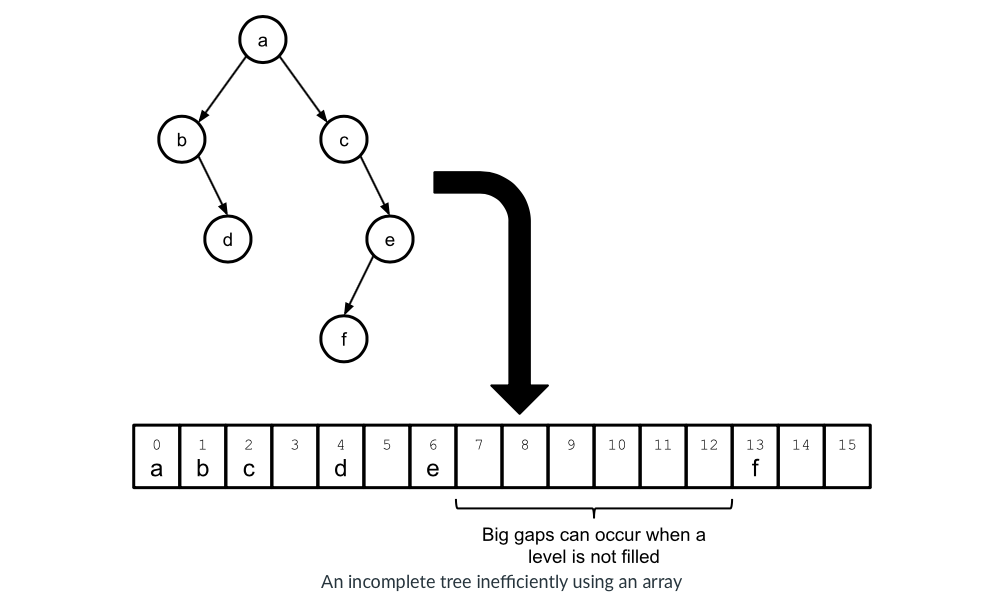 a
b
c
d
e
f
0 1 2 3 4 5 6 7 8 9 10 11 12 13 14 15
a b c d e f
Big gaps can occur when a
level is not filled
An incomplete tree inefficiently using an array